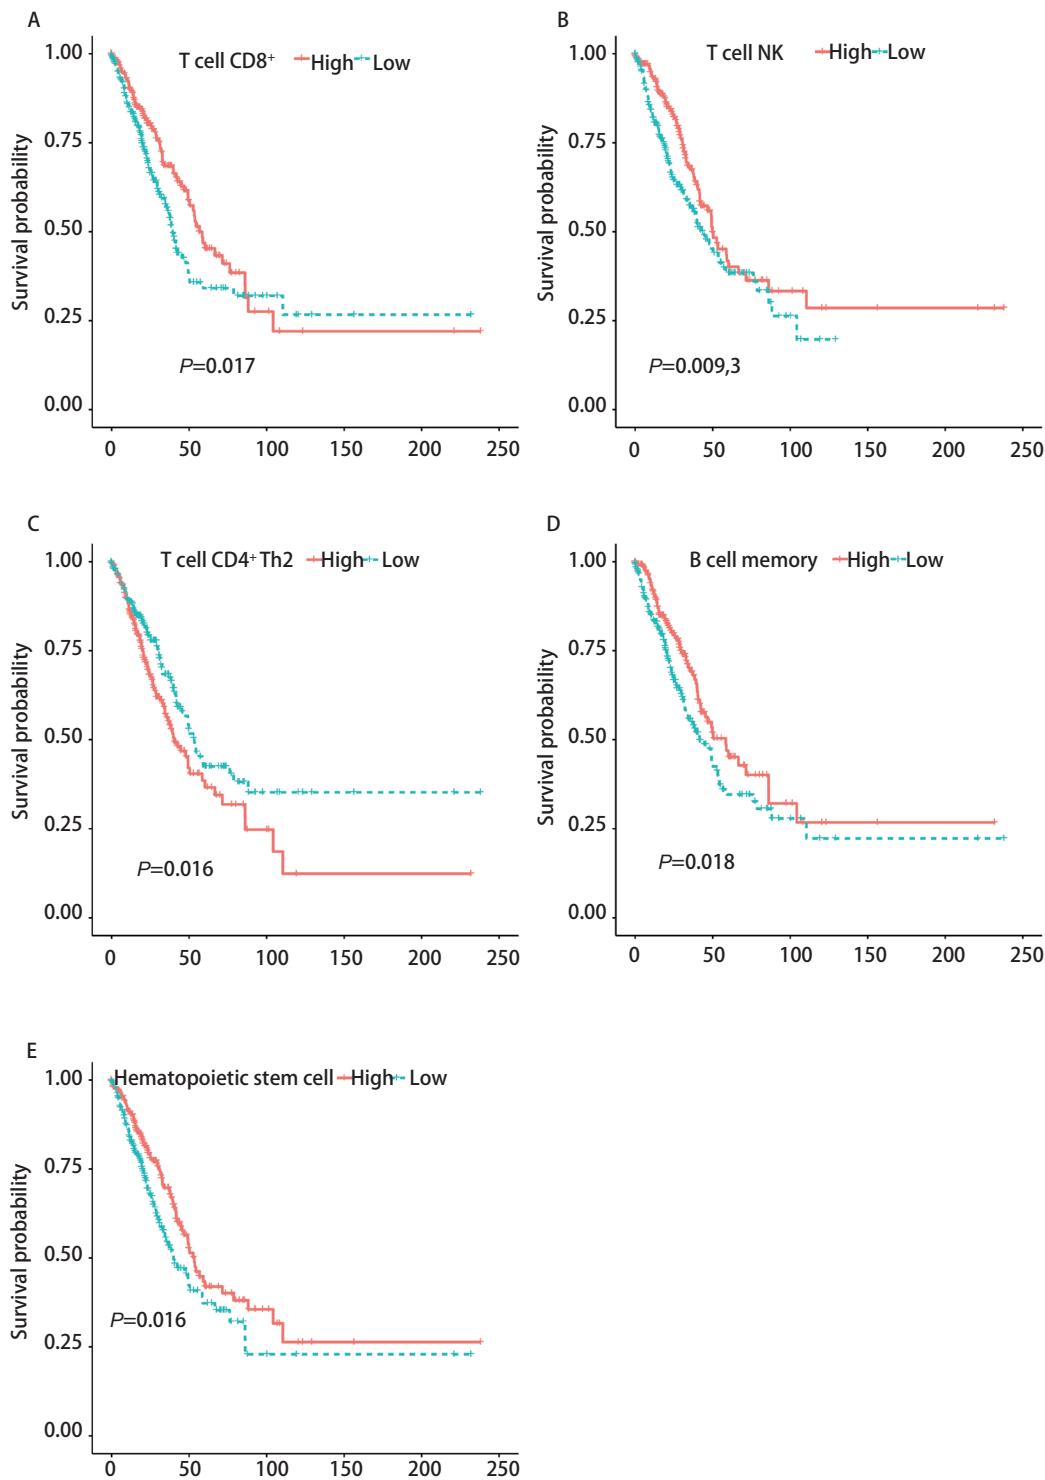 A
T cell CD8⁺ High Low
Survival probability
1.00
0.75
0.50
0.25
0.00
P=0.017
0 50 100 150 200 250
B
T cell NK High Low
Survival probability
1.00
0.75
0.50
0.25
0.00
P=0.009,3
0 50 100 150 200 250
C
T cell CD4⁺ Th2 High Low
Survival probability
1.00
0.75
0.50
0.25
0.00
P=0.016
0 50 100 150 200 250
D
B cell memory High Low
Survival probability
1.00
0.75
0.50
0.25
0.00
P=0.018
0 50 100 150 200 250
E
Hematopoietic stem cell High Low
Survival probability
1.00
0.75
0.50
0.25
0.00
P=0.016
0 50 100 150 200 250